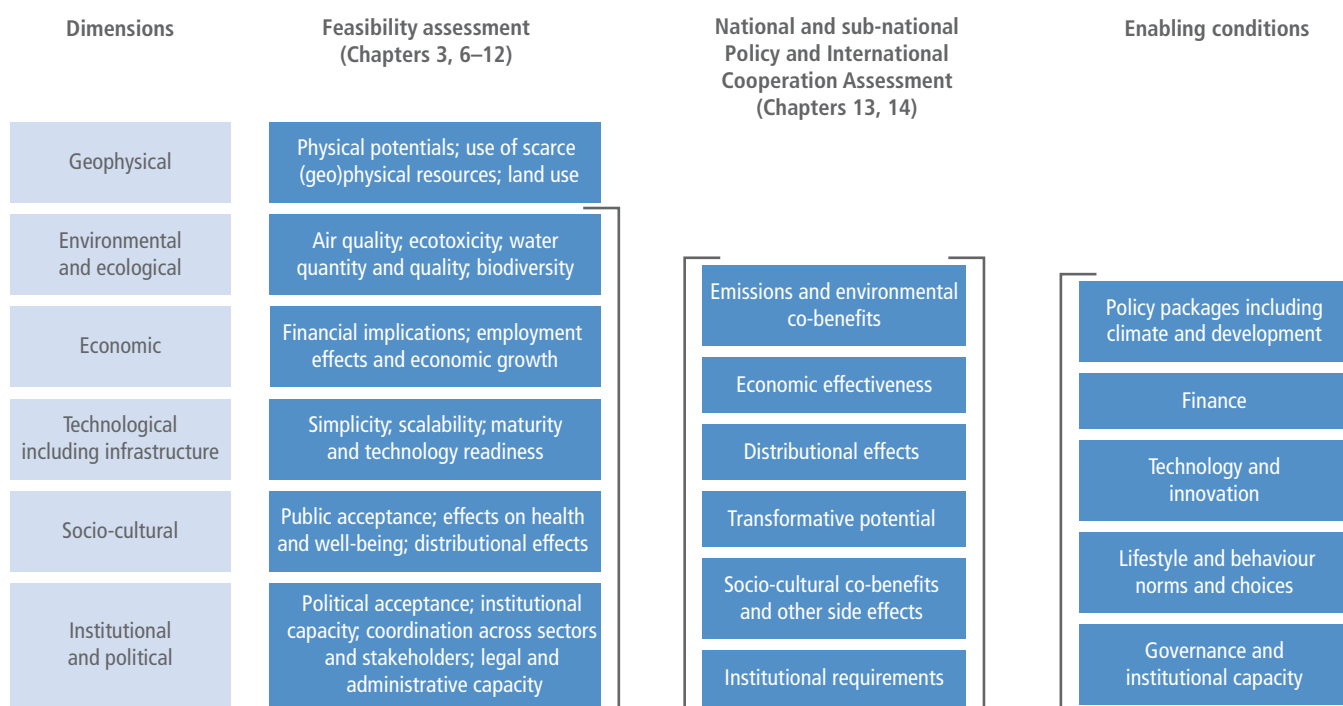 Dimensions
Feasibility assessment
(Chapters 3, 6–12)
National and sub-national
Policy and International
Cooperation Assessment
(Chapters 13, 14)
Enabling conditions
Geophysical
Physical potentials; use of scarce
(geo)physical resources; land use
Environmental
and ecological
Air quality; ecotoxicity; water
quantity and quality; biodiversity
Economic
Financial implications; employment
effects and economic growth
Technological
including infrastructure
Simplicity; scalability; maturity
and technology readiness
Socio-cultural
Public acceptance; effects on health
and well-being; distributional effects
Institutional
and political
Political acceptance; institutional
capacity; coordination across sectors
and stakeholders; legal and
administrative capacity
Emissions and environmental
co-benefits
Economic effectiveness
Distributional effects
Transformative potential
Socio-cultural co-benefits
and other side effects
Institutional requirements
Policy packages including
climate and development
Finance
Technology and
innovation
Lifestyle and behaviour
norms and choices
Governance and
institutional capacity